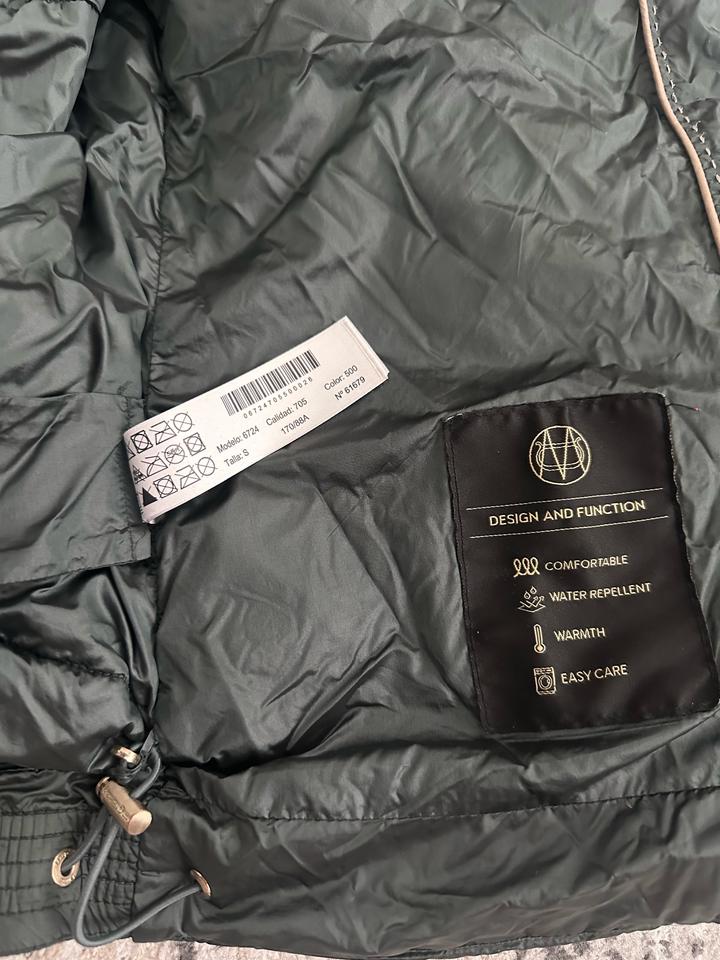 06724705500026
Modelo: 6724 Calidad: 705 Color: 500
Talla: S 170/88A Nº 61679
DESIGN AND FUNCTION
COMFORTABLE
WATER REPELLENT
WARMTH
EASY CARE